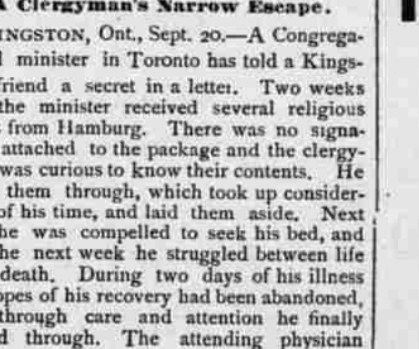 A Clergyman's Narrow Escape.
INGSTON, Ont., Sept. 20.—A Congrega-
l minister in Toronto has told a Kings-
friend a secret in a letter. Two weeks
the minister received several religious
s from Hamburg. There was no signa-
attached to the package and the clergy-
was curious to know their contents. He
them through, which took up consider-
of his time, and laid them aside. Next
he was compelled to seek his bed, and
he next week he struggled between life
death. During two days of his illness
opes of his recovery had been abandoned,
through care and attention he finally
d through. The attending physician